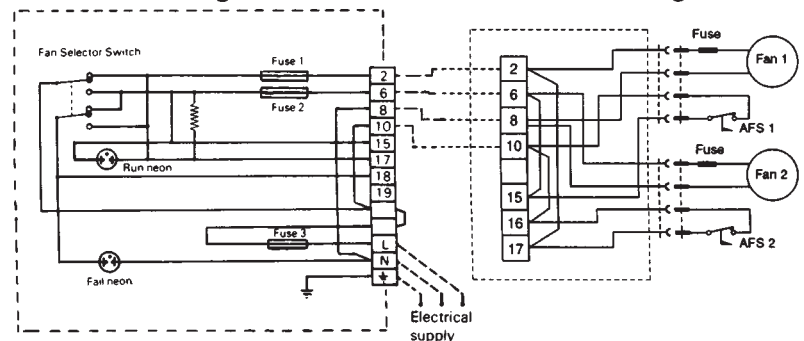 Fan Selector Switch
Fuse 1
Fuse 2
Run neon
Fuse 3
Fail neon
2
6
8
10
15
17
18
19
L
N
Electrical
supply
2
6
8
10
15
16
17
Fuse
Fan 1
AFS 1
Fuse
Fan 2
AFS 2